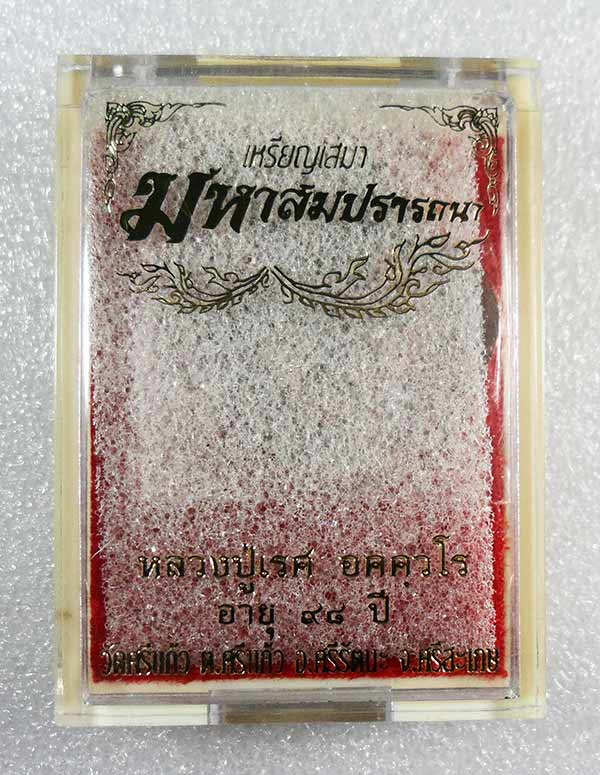 เหรียญเสมา
มหาสมปรารถนา
หลวงปู่เรศ อคควโร
อายุ ๙๘ ปี
วัดศรีแก้ว ต.ศรีแก้ว อ.ศรีรัตนะ จ.ศรีสะเกษ